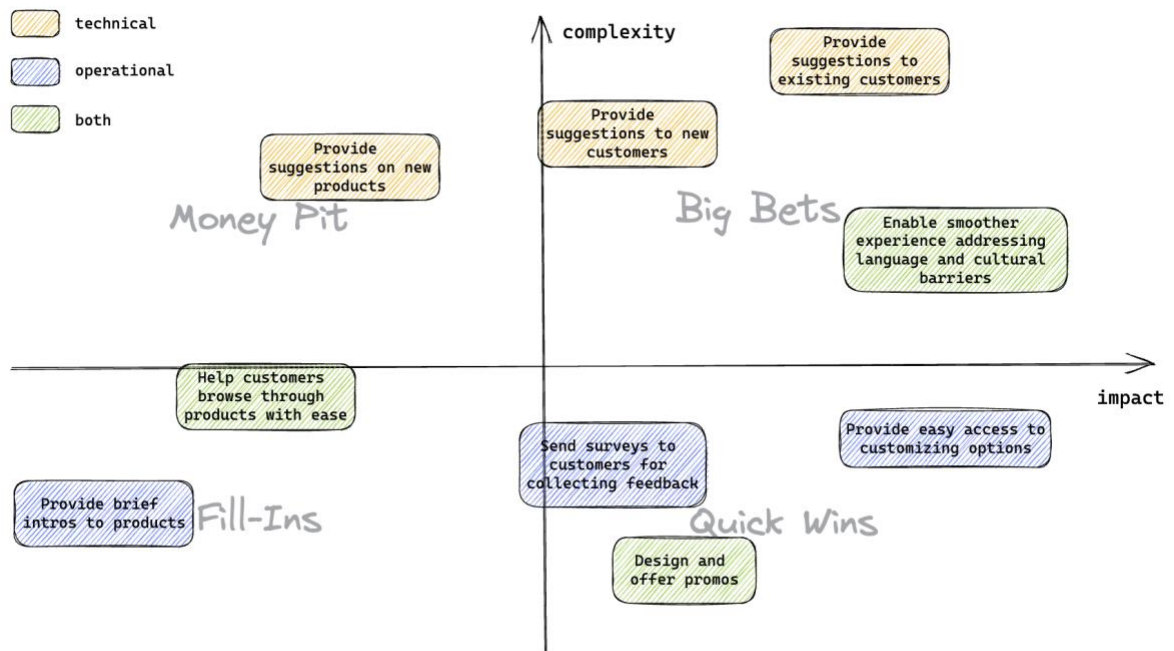 technical
operational
both
complexity
Provide
suggestions to
existing customers
Provide
suggestions to new
customers
Provide
suggestions on new
products
Money Pit
Big Bets
Enable smoother
experience addressing
language and cultural
barriers
impact
Help customers
browse through
products with ease
Provide easy access to
customizing options
Send surveys to
customers for
collecting feedback
Provide brief
intros to products
Fill-Ins
Quick Wins
Design and
offer promos